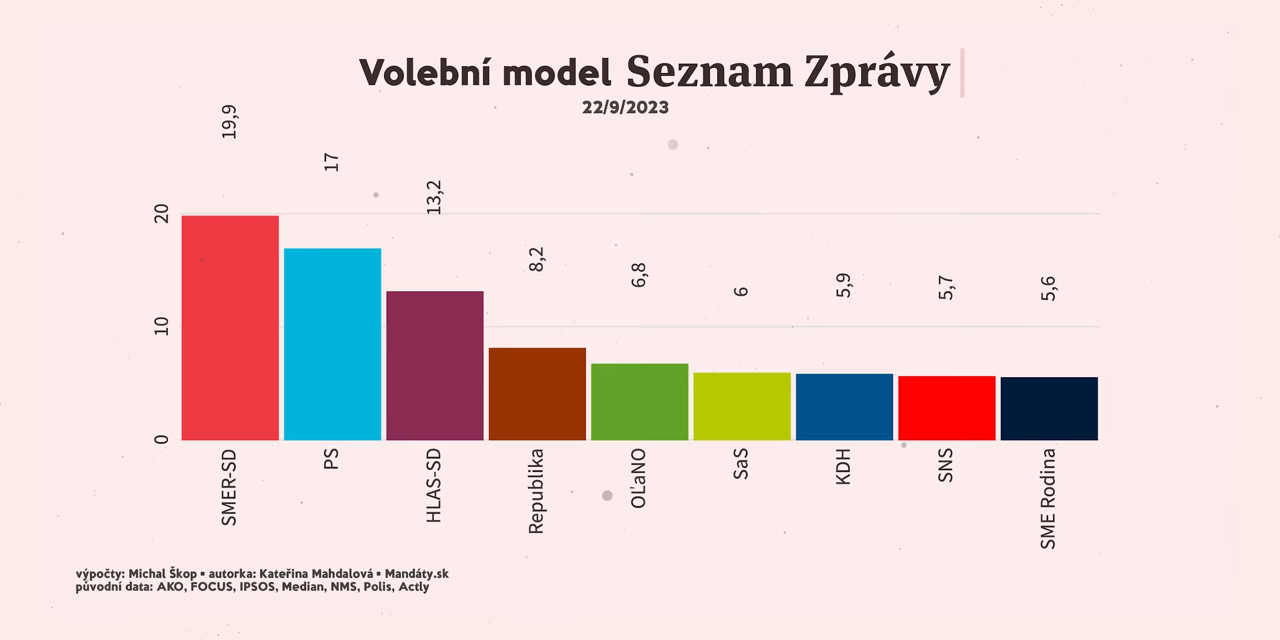 Volební model Seznam Zprávy
22/9/2023
19,9
17
13,2
8,2
6,8
6
5,9
5,7
5,6
20
10
0
SMER-SD
PS
HLAS-SD
Republika
OĽaNO
SaS
KDH
SNS
SME Rodina
výpočty: Michal Škop ▪ autorka: Kateřina Mahdalová ▪ Mandáty.sk
původní data: AKO, FOCUS, IPSOS, Median, NMS, Polis, Actly